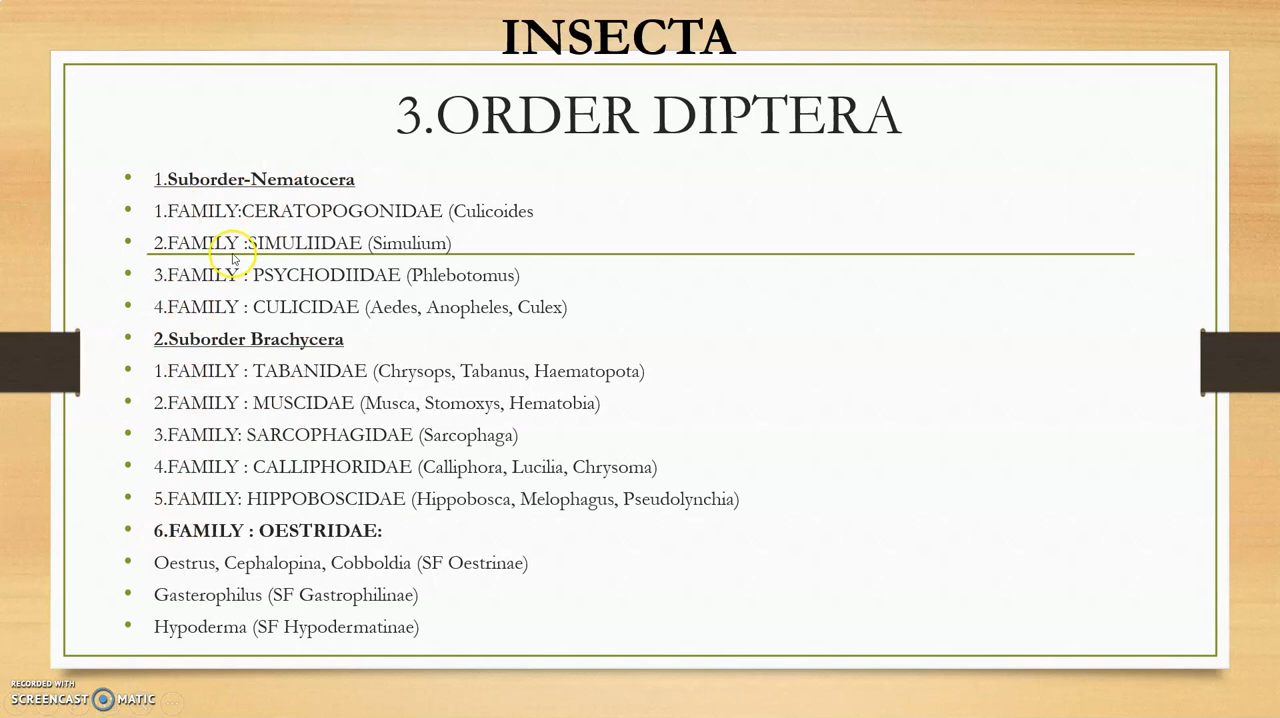 INSECTA
3.ORDER DIPTERA
1.Suborder-Nematocera
1.FAMILY:CERATOPOGONIDAE (Culicoides
2.FAMILY :SIMULIIDAE (Simulium)
3.FAMILY : PSYCHODIIDAE (Phlebotomus)
4.FAMILY : CULICIDAE (Aedes, Anopheles, Culex)
2.Suborder Brachycera
1.FAMILY : TABANIDAE (Chrysops, Tabanus, Haematopota)
2.FAMILY : MUSCIDAE (Musca, Stomoxys, Hematobia)
3.FAMILY: SARCOPHAGIDAE (Sarcophaga)
4.FAMILY : CALLIPHORIDAE (Calliphora, Lucilia, Chrysoma)
5.FAMILY: HIPPOBOSCIDAE (Hippobosca, Melophagus, Pseudolynchia)
6.FAMILY : OESTRIDAE:
Oestrus, Cephalopina, Cobboldia (SF Oestrinae)
Gasterophilus (SF Gastrophilinae)
Hypoderma (SF Hypodermatinae)
RECORDED WITH
SCREENCAST MATIC